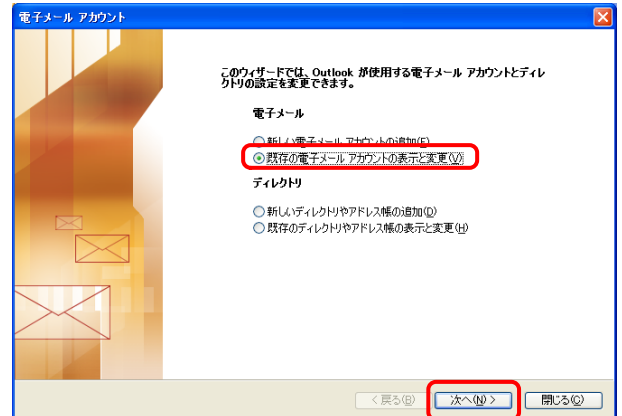 電子メール アカウント
このウィザードでは、Outlook が使用する電子メール アカウントとディレ
クトリの設定を変更できます。
電子メール
新しい電子メール アカウントの追加(E)
既存の電子メール アカウントの表示と変更(V)
ディレクトリ
新しいディレクトリやアドレス帳の追加(D)
既存のディレクトリやアドレス帳の表示と変更(H)
< 戻る(B) 次へ(N) > 閉じる(C)